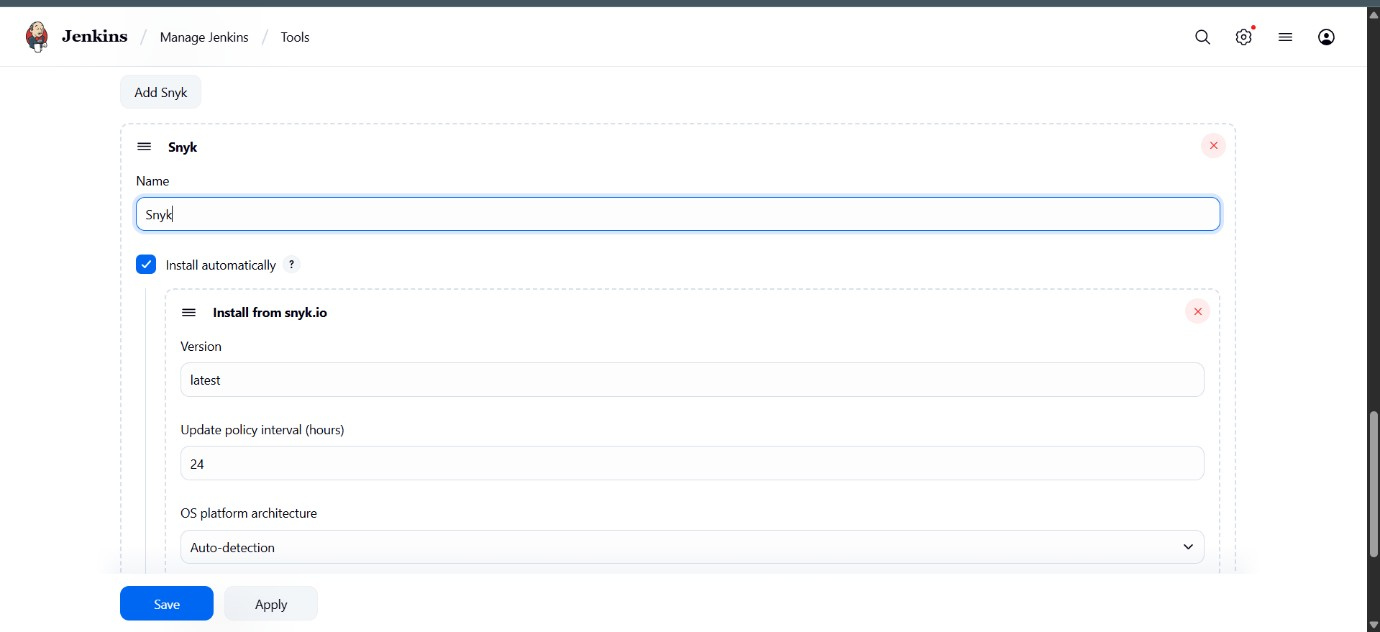 Jenkins / Manage Jenkins / Tools
Add Snyk
Snyk
Name
Snyk
Install automatically ?
Install from snyk.io
Version
latest
Update policy interval (hours)
24
OS platform architecture
Auto-detection
Save Apply